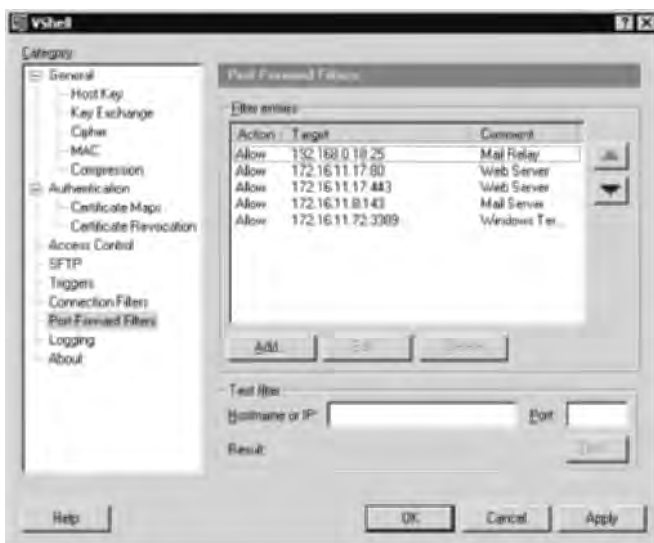 VShell
Category
General
Host Key
Key Exchange
Cipher
MAC
Compression
Authentication
Certificate Maps
Certificate Revocation
Access Control
SFTP
Triggers
Connection Filters
Port Forward Filters
Logging
About
Port Forward Filters
Filter entries
Action Target Comment
Allow 192.168.0.18:25 Mail Relay
Allow 172.16.11.17:80 Web Server
Allow 172.16.11.17:443 Web Server
Allow 172.16.11.8:143 Mail Server
Allow 172.16.11.72:3389 Windows Ter...
Add...
Edit...
Delete
Test filter
Hostname or IP: Port:
Result:
Test
Help OK Cancel Apply